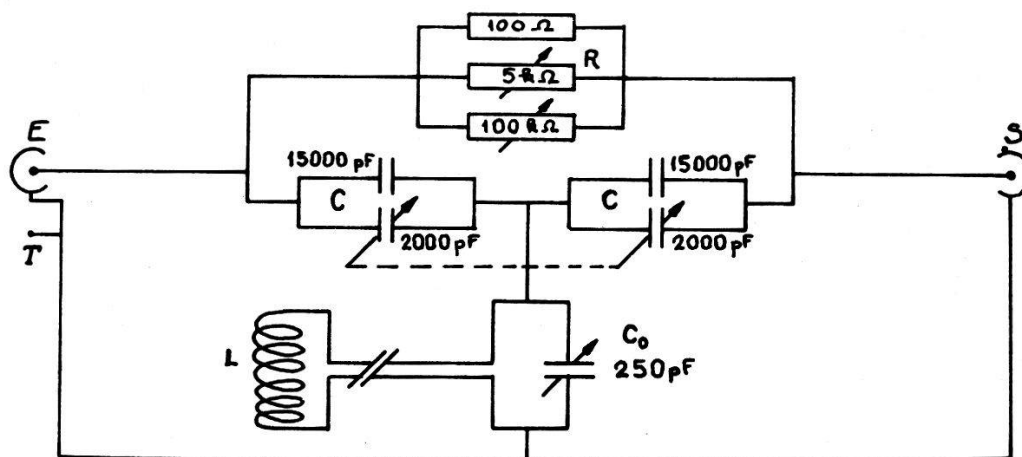 100 Ω
5 kΩ
R
100 kΩ
E
15000 pF
15000 pF
S
C
C
T
2000 pF
2000 pF
L
C₀
250 pF